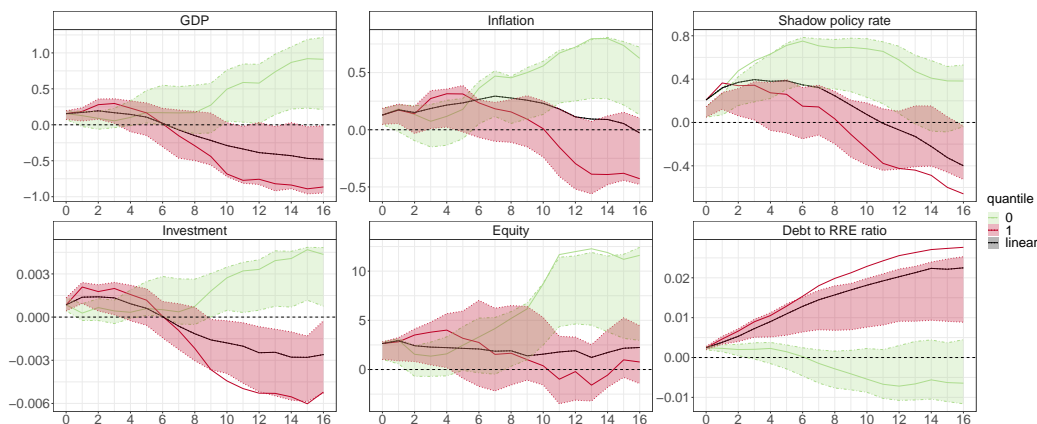 GDP
Inflation
Shadow policy rate
1.0
0.5
0.0
−0.5
−1.0
0 2 4 6 8 10 12 14 16
0.5
0.0
−0.5
0 2 4 6 8 10 12 14 16
0.8
0.4
0.0
−0.4
0 2 4 6 8 10 12 14 16
Investment
Equity
Debt to RRE ratio
0.003
0.000
−0.003
−0.006
0 2 4 6 8 10 12 14 16
10
5
0
0 2 4 6 8 10 12 14 16
0.02
0.01
0.00
−0.01
0 2 4 6 8 10 12 14 16
quantile
0
1
linear